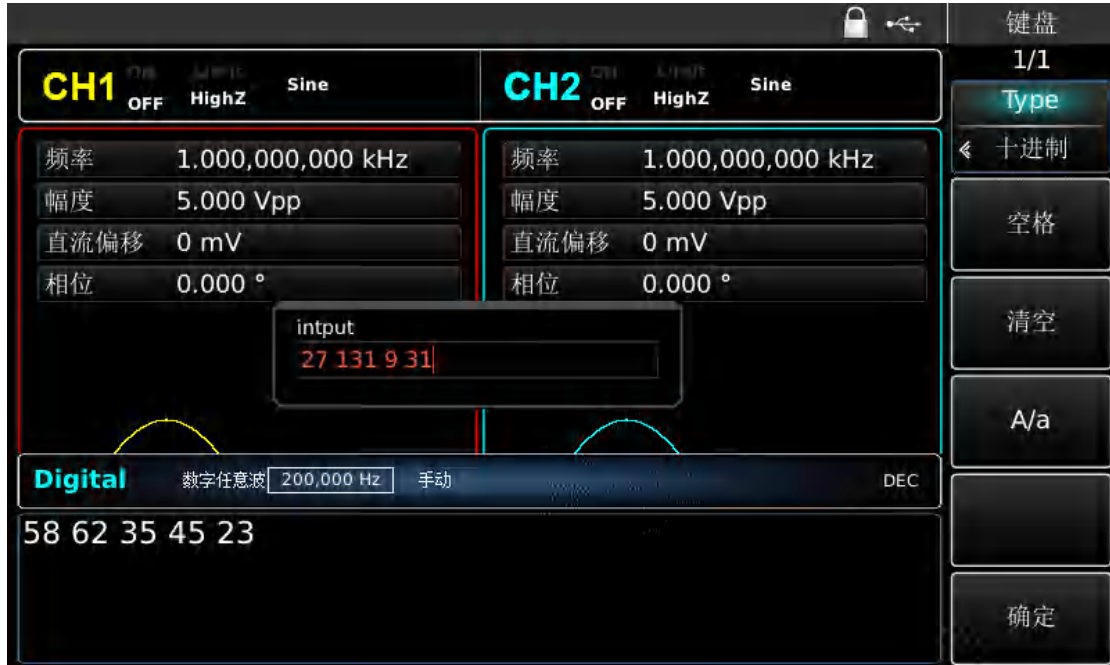 键盘
1/1
CH1 OFF HighZ Sine
CH2 OFF HighZ Sine
Type
十进制
频率 1.000,000,000 kHz
幅度 5.000 Vpp
直流偏移 0 mV
相位 0.000 °
频率 1.000,000,000 kHz
幅度 5.000 Vpp
直流偏移 0 mV
相位 0.000 °
空格
清空
intput
27 131 9 31
A/a
Digital 数字任意波 200,000 Hz 手动 DEC
58 62 35 45 23
确定